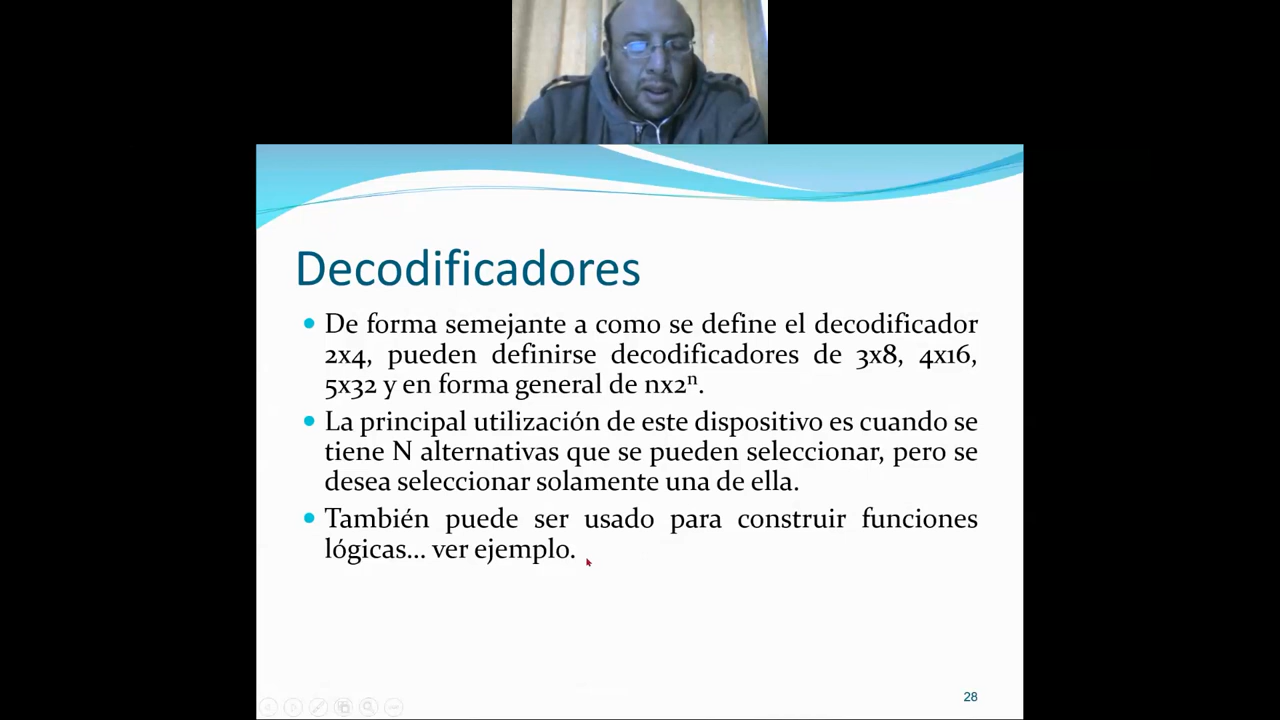 Decodificadores
• De forma semejante a como se define el decodificador
2x4, pueden definirse decodificadores de 3x8, 4x16,
5x32 y en forma general de nx2ⁿ.
• La principal utilización de este dispositivo es cuando se
tiene N alternativas que se pueden seleccionar, pero se
desea seleccionar solamente una de ella.
• También puede ser usado para construir funciones
lógicas... ver ejemplo.
28